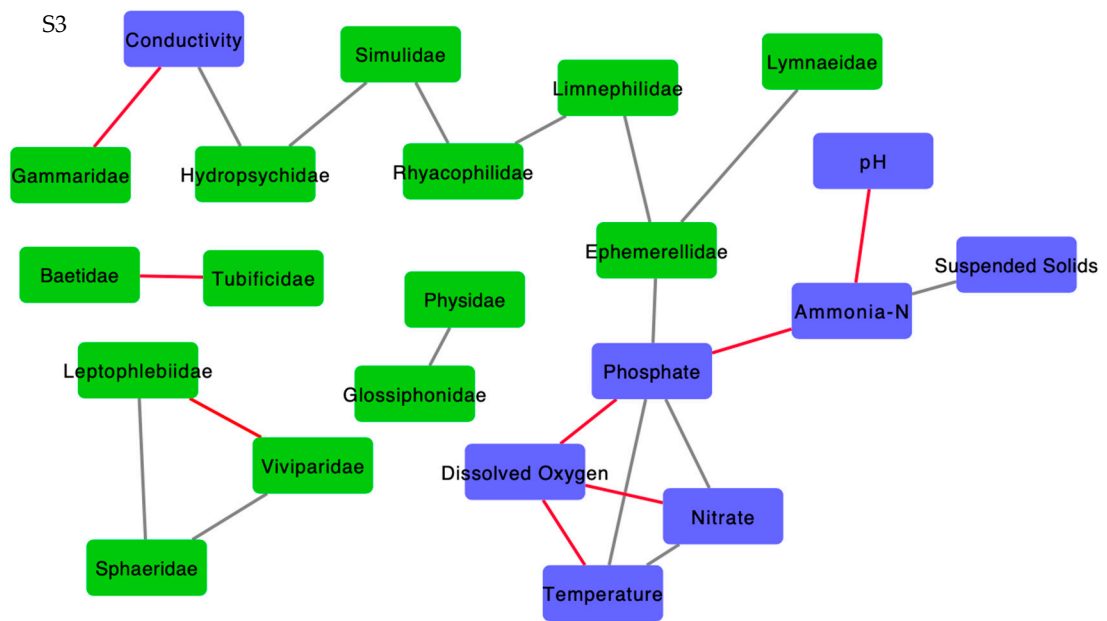 S3
Conductivity
Simulidae
Lymnaeidae
Limnephilidae
pH
Gammaridae
Hydropsychidae
Rhyacophilidae
Ephemerellidae
Suspended Solids
Baetidae
Tubificidae
Physidae
Ammonia-N
Leptophlebiidae
Phosphate
Glossiphonidae
Viviparidae
Dissolved Oxygen
Nitrate
Sphaeridae
Temperature